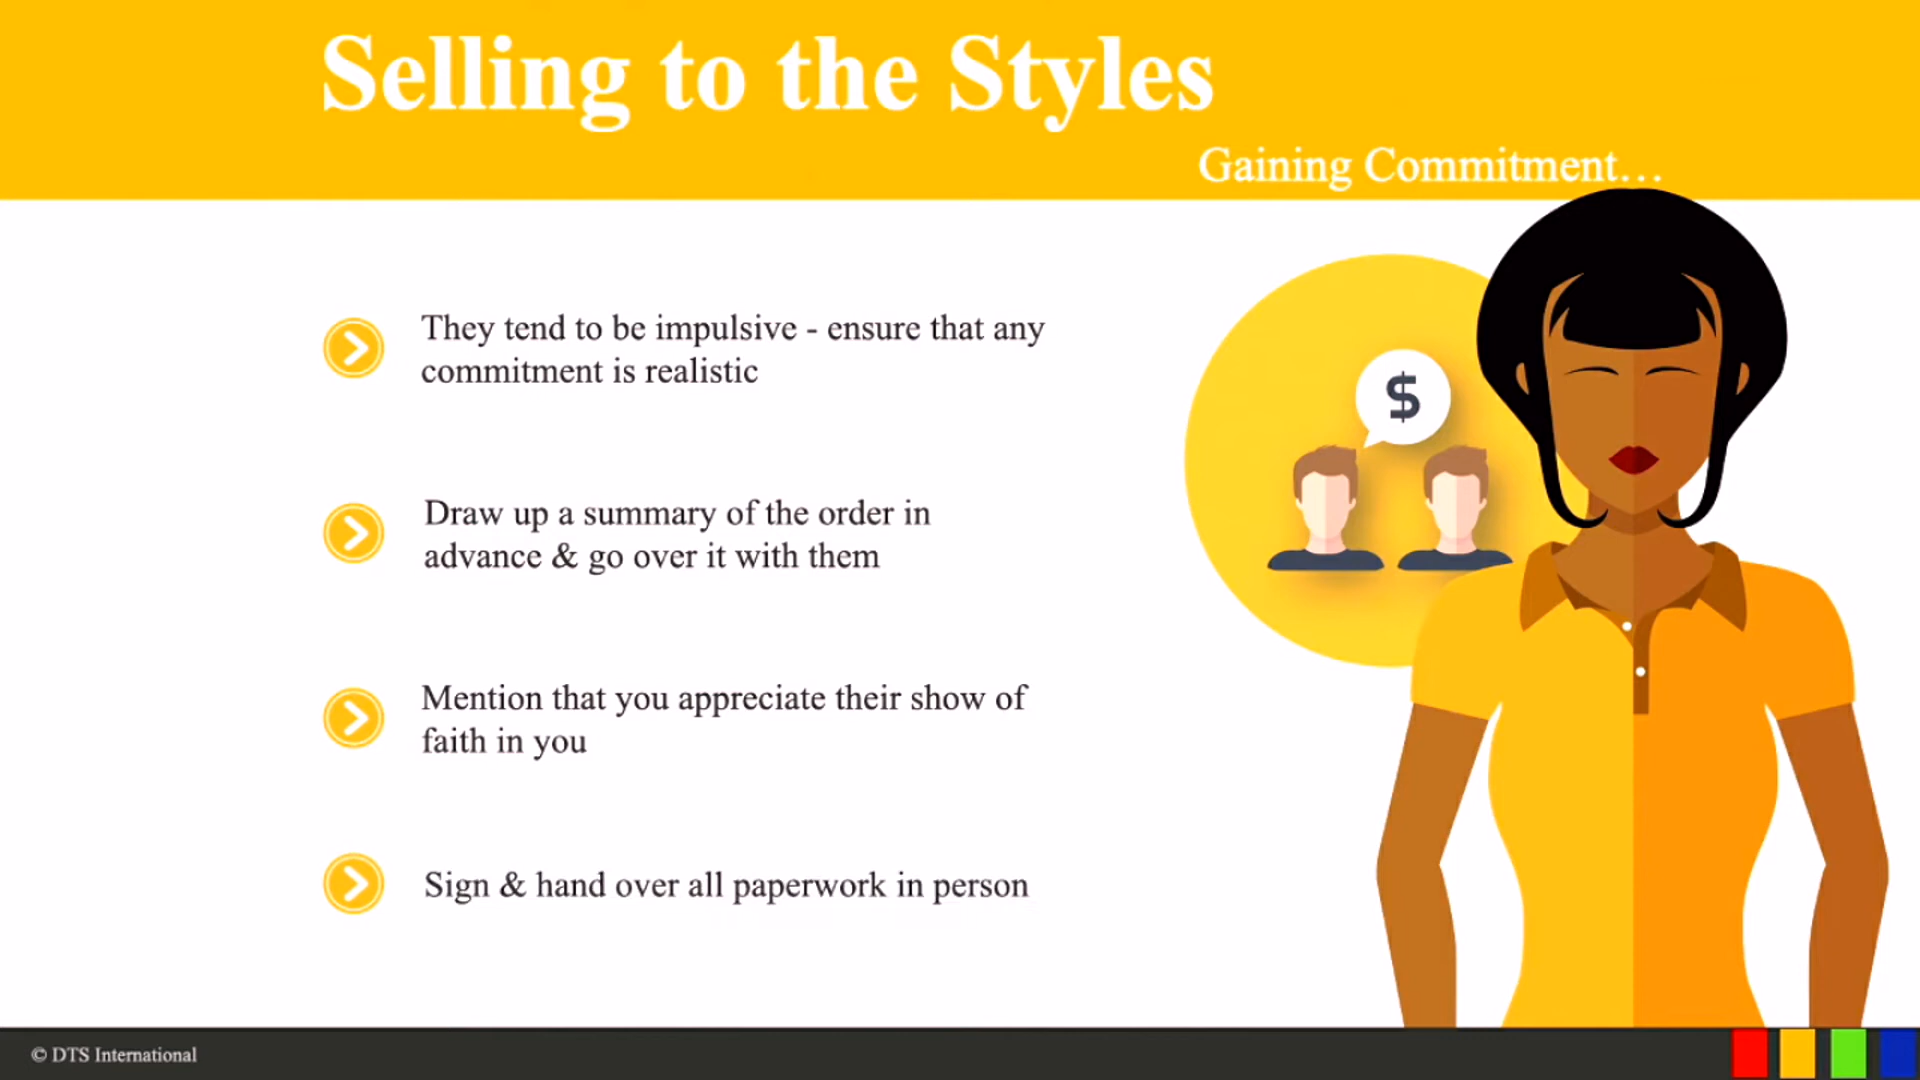 Selling to the Styles
Gaining Commitment...
They tend to be impulsive - ensure that any
commitment is realistic
$
Draw up a summary of the order in
advance & go over it with them
Mention that you appreciate their show of
faith in you
Sign & hand over all paperwork in person
© DTS International